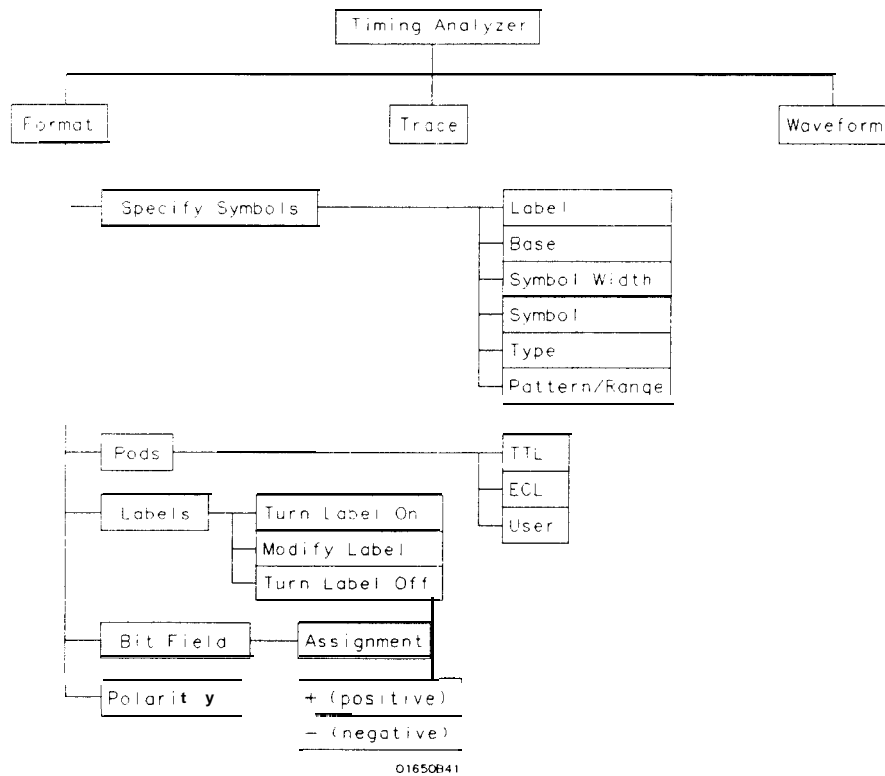 Timing Analyzer
Format
Trace
Waveform
Specify Symbols
Label
Base
Symbol Width
Symbol
Type
Pattern/Range
Pods
TTL
ECL
User
Labels
Turn Label On
Modify Label
Turn Label Off
Bit Field
Assignment
Polarity
+ (positive)
- (negative)
01650B41